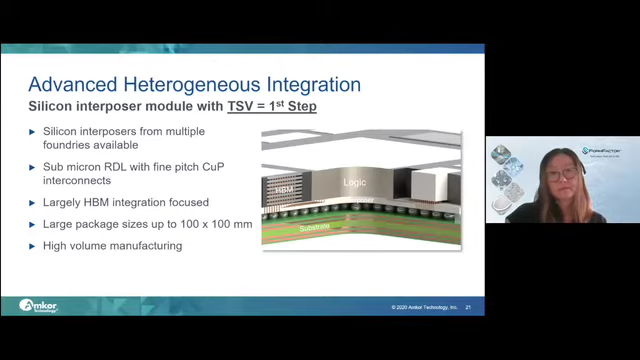 Advanced Heterogeneous Integration
Silicon interposer module with TSV = 1st Step
Silicon interposers from multiple
foundries available
Sub micron RDL with fine pitch CuP
interconnects
Largely HBM integration focused
Large package sizes up to 100 x 100 mm
High volume manufacturing
HBM
Logic
Substrate
FORMFACTOR
Amkor
Technology
© 2020 Amkor Technology, Inc.
21